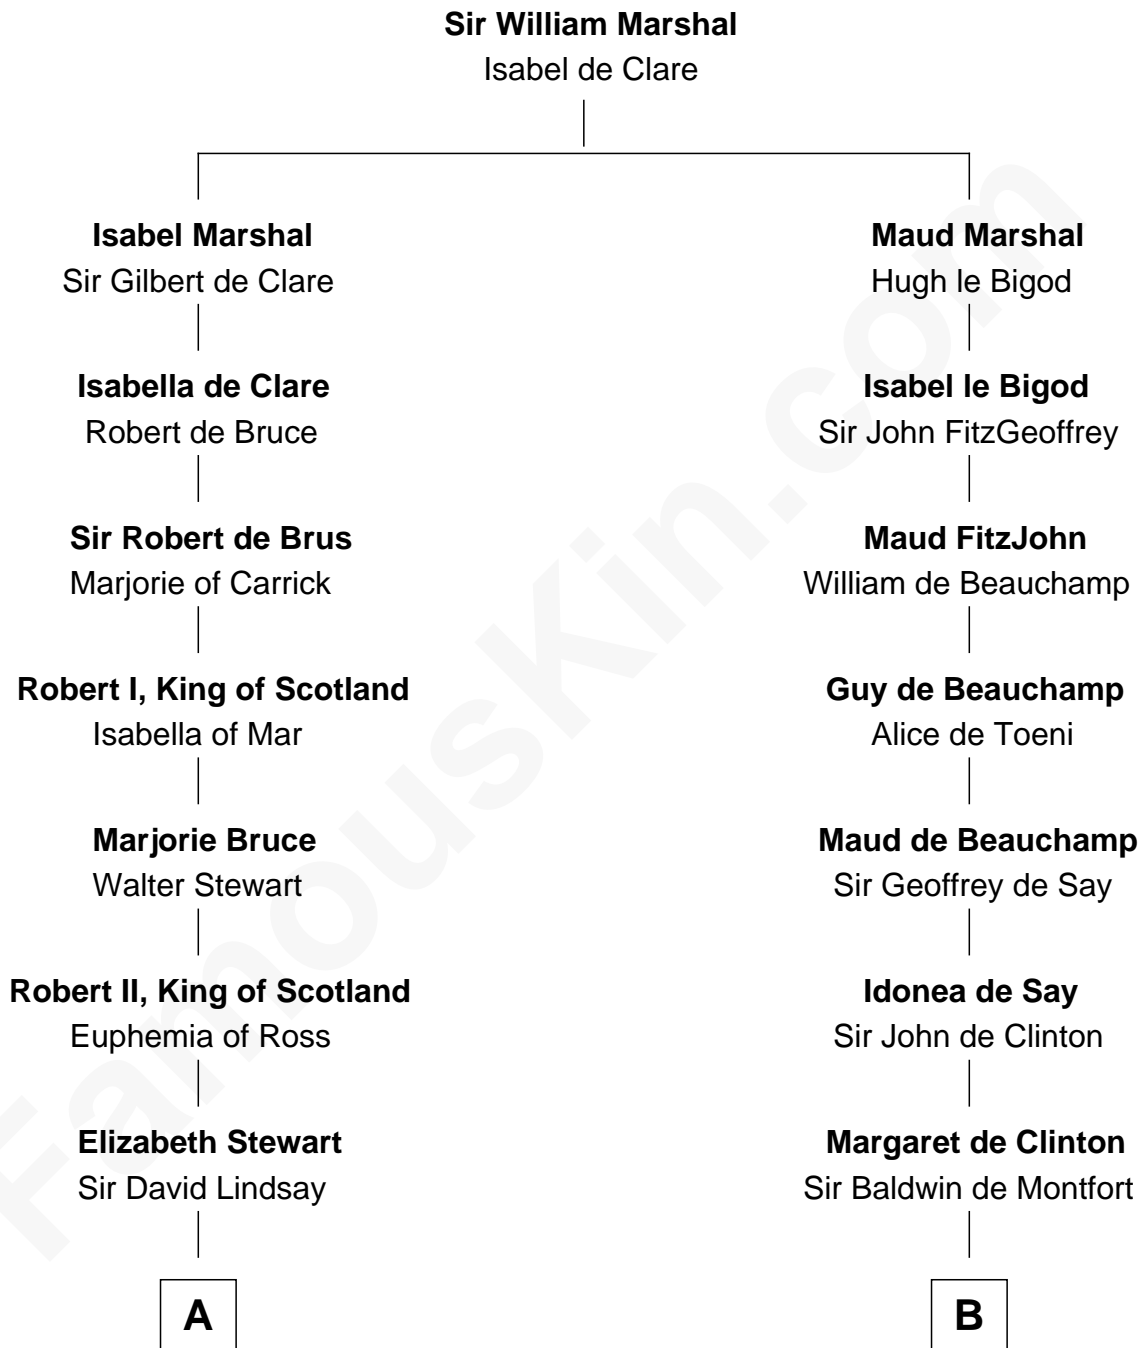 Sir William Marshal
Isabel de Clare
Isabel Marshal
Sir Gilbert de Clare
Maud Marshal
Hugh le Bigod
Isabella de Clare
Robert de Bruce
Isabel le Bigod
Sir John FitzGeoffrey
Sir Robert de Brus
Marjorie of Carrick
Maud FitzJohn
William de Beauchamp
Robert I, King of Scotland
Isabella of Mar
Guy de Beauchamp
Alice de Toeni
Marjorie Bruce
Walter Stewart
Maud de Beauchamp
Sir Geoffrey de Say
Robert II, King of Scotland
Euphemia of Ross
Idonea de Say
Sir John de Clinton
Elizabeth Stewart
Sir David Lindsay
Margaret de Clinton
Sir Baldwin de Montfort
A
B
FamousKin.com